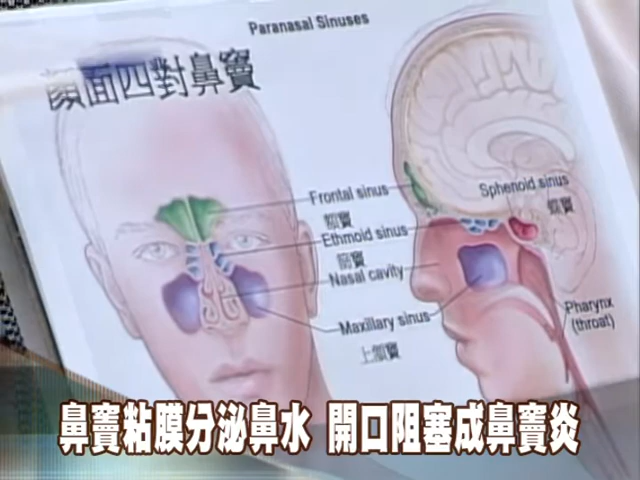 Paranasal Sinuses
顏面四對鼻竇
Frontal sinus
額竇
Sphenoid sinus
蝶竇
Ethmoid sinus
篩竇
Nasal cavity
Maxillary sinus
上顎竇
Pharynx
(throat)
鼻竇粘膜分泌鼻水 開口阻塞成鼻竇炎